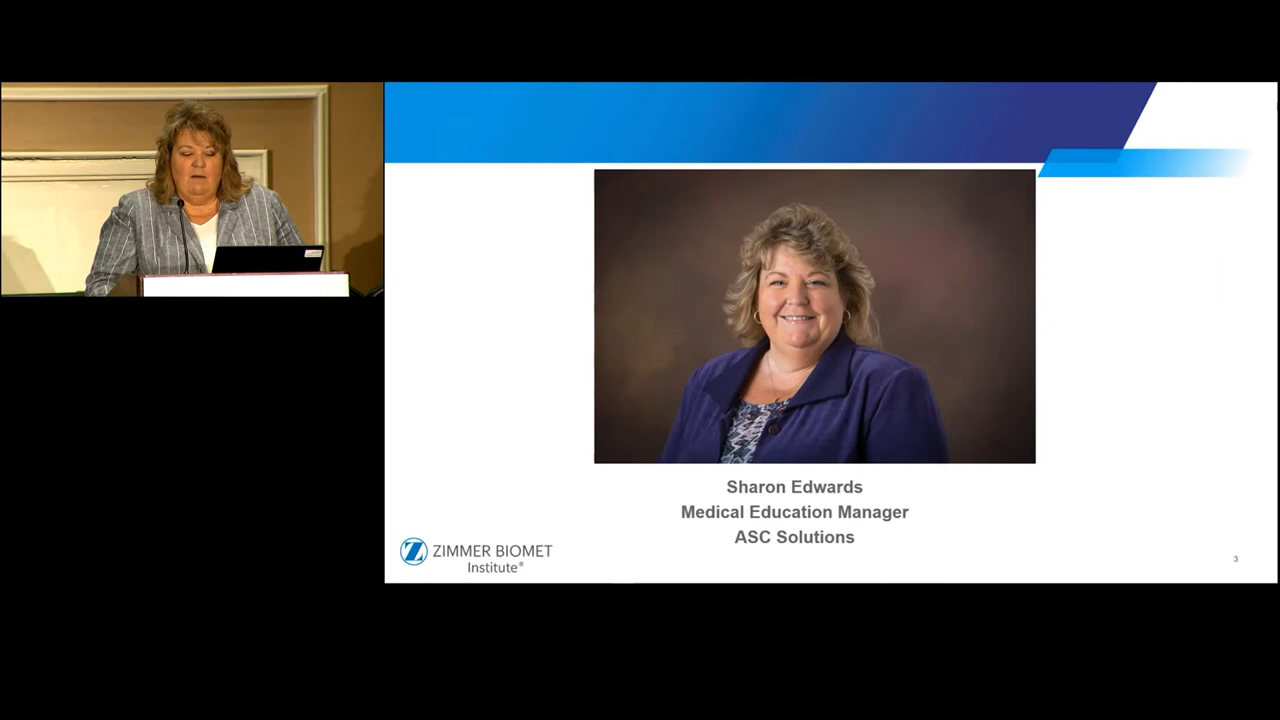 Sharon Edwards
Medical Education Manager
ASC Solutions
ZIMMER BIOMET
Institute®
3